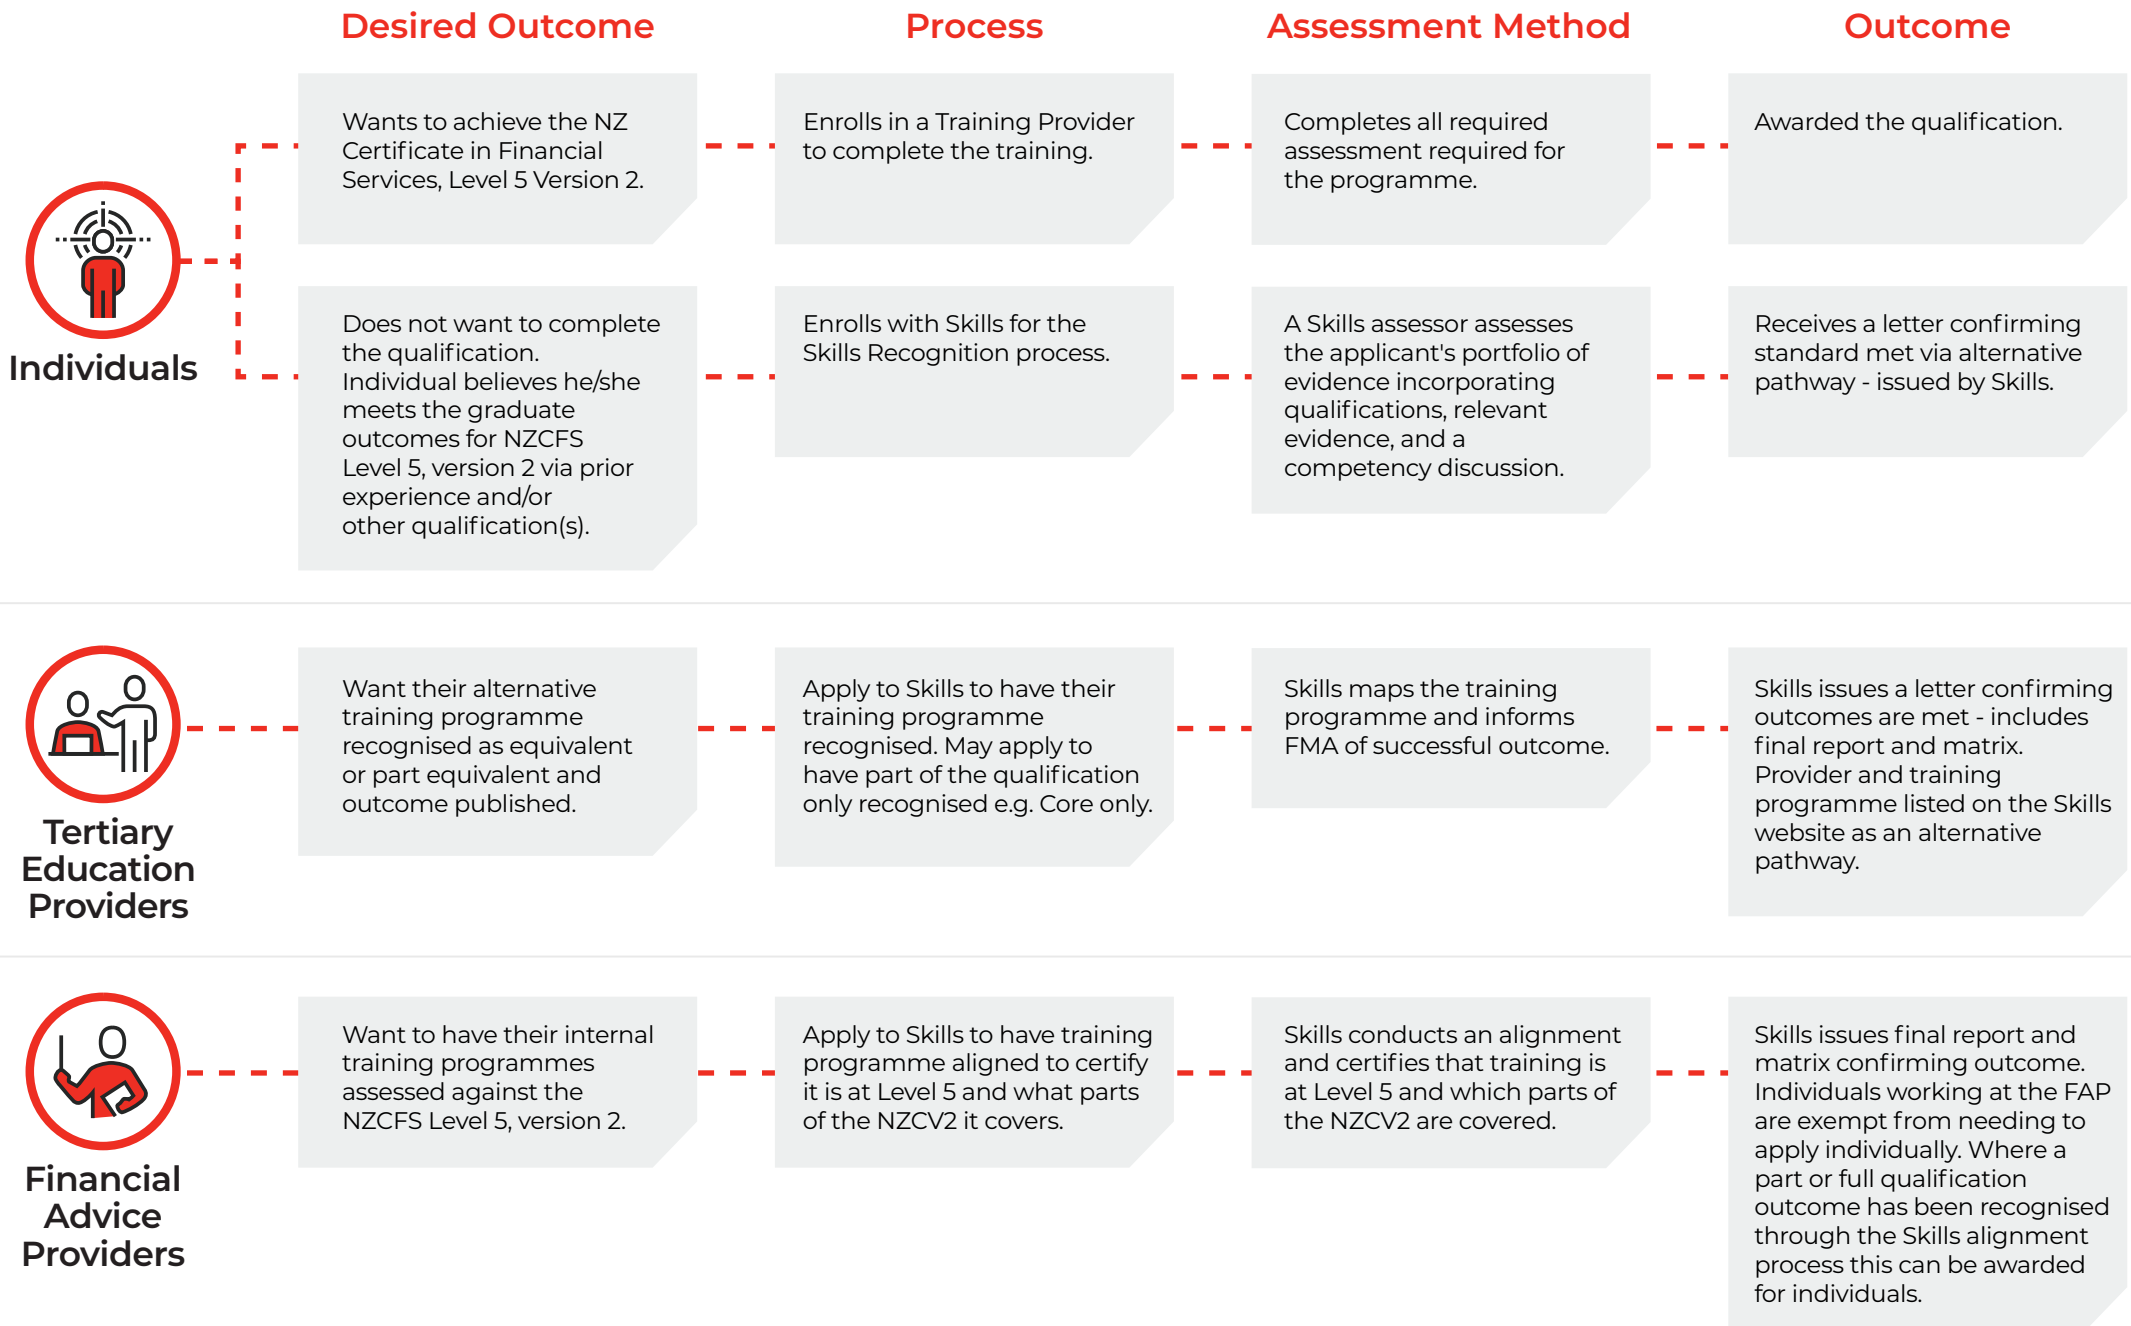 Desired Outcome
Process
Assessment Method
Outcome
Individuals
Wants to achieve the NZ
Certificate in Financial
Services, Level 5 Version 2.
Enrolls in a Training Provider
to complete the training.
Completes all required
assessment required for
the programme.
Awarded the qualification.
Does not want to complete
the qualification.
Individual believes he/she
meets the graduate
outcomes for NZCFS
Level 5, version 2 via prior
experience and/or
other qualification(s).
Enrolls with Skills for the
Skills Recognition process.
A Skills assessor assesses
the applicant's portfolio of
evidence incorporating
qualifications, relevant
evidence, and a
competency discussion.
Receives a letter confirming
standard met via alternative
pathway - issued by Skills.
Tertiary
Education
Providers
Want their alternative
training programme
recognised as equivalent
or part equivalent and
outcome published.
Apply to Skills to have their
training programme
recognised. May apply to
have part of the qualification
only recognised e.g. Core only.
Skills maps the training
programme and informs
FMA of successful outcome.
Skills issues a letter confirming
outcomes are met - includes
final report and matrix.
Provider and training
programme listed on the Skills
website as an alternative
pathway.
Financial
Advice
Providers
Want to have their internal
training programmes
assessed against the
NZCFS Level 5, version 2.
Apply to Skills to have training
programme aligned to certify
it is at Level 5 and what parts
of the NZCV2 it covers.
Skills conducts an alignment
and certifies that training is
at Level 5 and which parts of
the NZCV2 are covered.
Skills issues final report and
matrix confirming outcome.
Individuals working at the FAP
are exempt from needing to
apply individually. Where a
part or full qualification
outcome has been recognised
through the Skills alignment
process this can be awarded
for individuals.